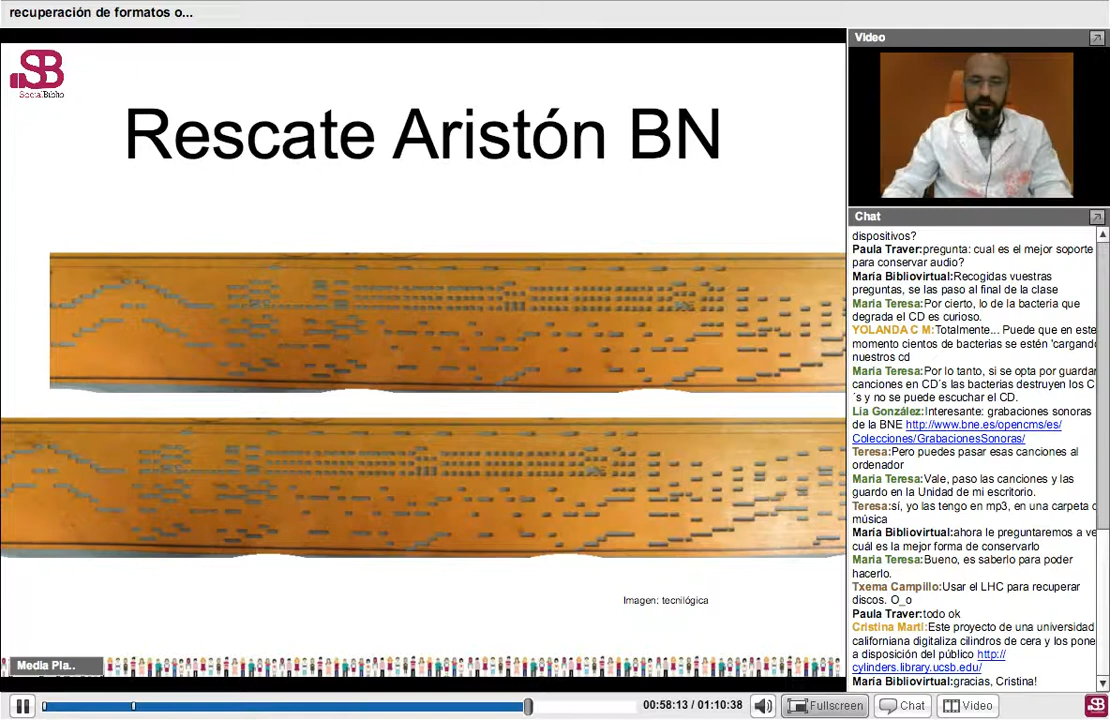 recuperación de formatos o...
SB
SocialBiblio
Rescate Aristón BN
Imagen: tecnilógica
Media Pla..
Video
Chat
dispositivos?
Paula Traver:pregunta: cual es el mejor soporte
para conservar audio?
María Bibliovirtual:Recogidas vuestras
preguntas, se las paso al final de la clase
Maria Teresa:Por cierto, lo de la bacteria que
degrada el CD es curioso.
YOLANDA C M:Totalmente... Puede que en este
momento cientos de bacterias se estén 'cargando
nuestros cd
Maria Teresa:Por lo tanto, si se opta por guardar
canciones en CD´s las bacterias destruyen los C
´s y no se puede escuchar el CD.
Lia González:Interesante: grabaciones sonoras
de la BNE http://www.bne.es/opencms/es/
Colecciones/GrabacionesSonoras/
Teresa:Pero puedes pasar esas canciones al
ordenador
Maria Teresa:Vale, paso las canciones y las
guardo en la Unidad de mi escritorio.
Teresa:sí, yo las tengo en mp3, en una carpeta d
música
María Bibliovirtual:ahora le preguntaremos a ve
cuál es la mejor forma de conservarlo
Maria Teresa:Bueno, es saberlo para poder
hacerlo.
Txema Campillo:Usar el LHC para recuperar
discos. O_o
Paula Traver:todo ok
Cristina Martí:Este proyecto de una universidad
californiana digitaliza cilindros de cera y los pone
a disposición del público http://
cylinders.library.ucsb.edu/
María Bibliovirtual:gracias, Cristina!
00:58:13 / 01:10:38
Fullscreen
Chat
Video
SB